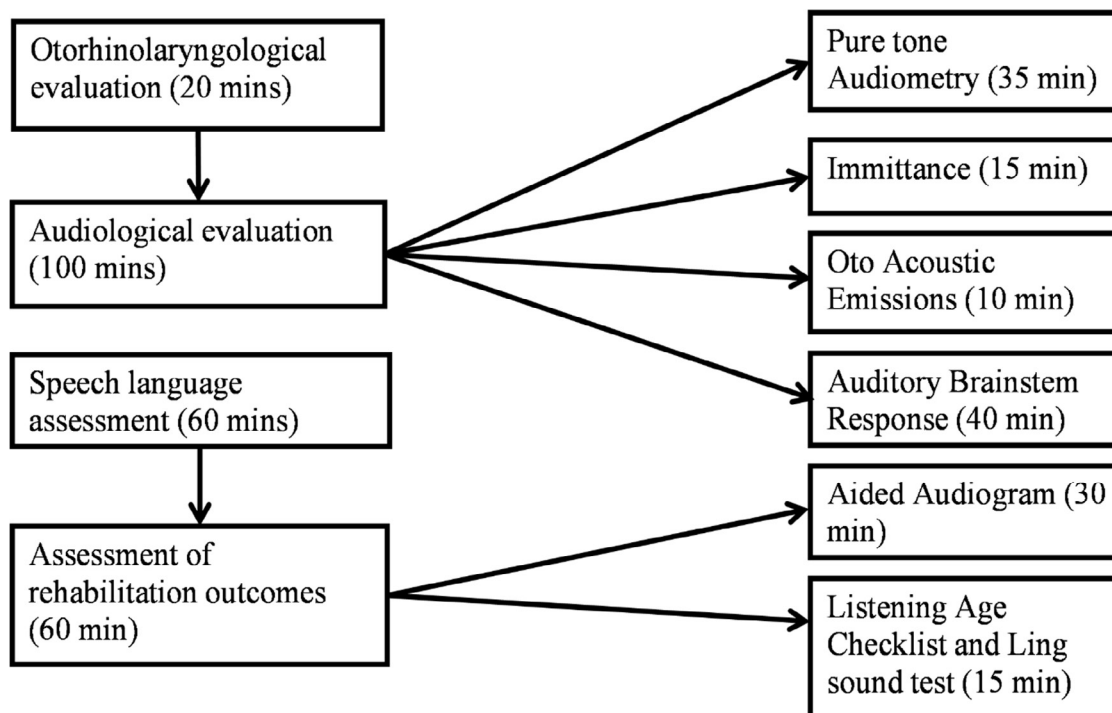 Otorhinolaryngological
evaluation (20 mins)
Audiological evaluation
(100 mins)
Speech language
assessment (60 mins)
Assessment of
rehabilitation outcomes
(60 min)
Pure tone
Audiometry (35 min)
Immittance (15 min)
Oto Acoustic
Emissions (10 min)
Auditory Brainstem
Response (40 min)
Aided Audiogram (30
min)
Listening Age
Checklist and Ling
sound test (15 min)